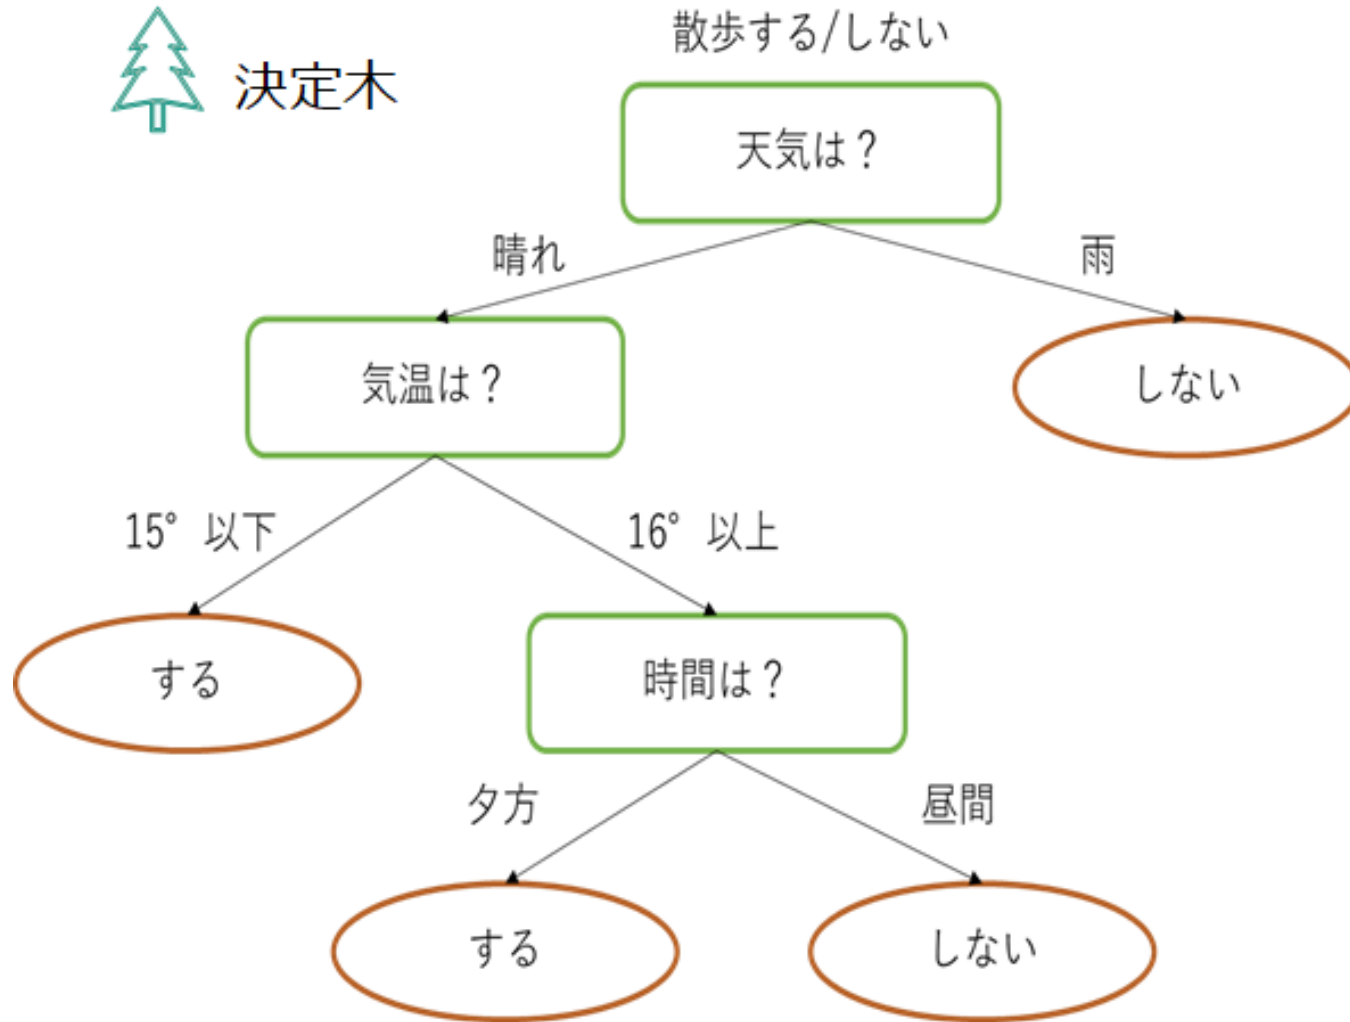 決定木
散歩する/しない
天気は？
晴れ
雨
気温は？
しない
15° 以下
16° 以上
する
時間は？
夕方
昼間
する
しない